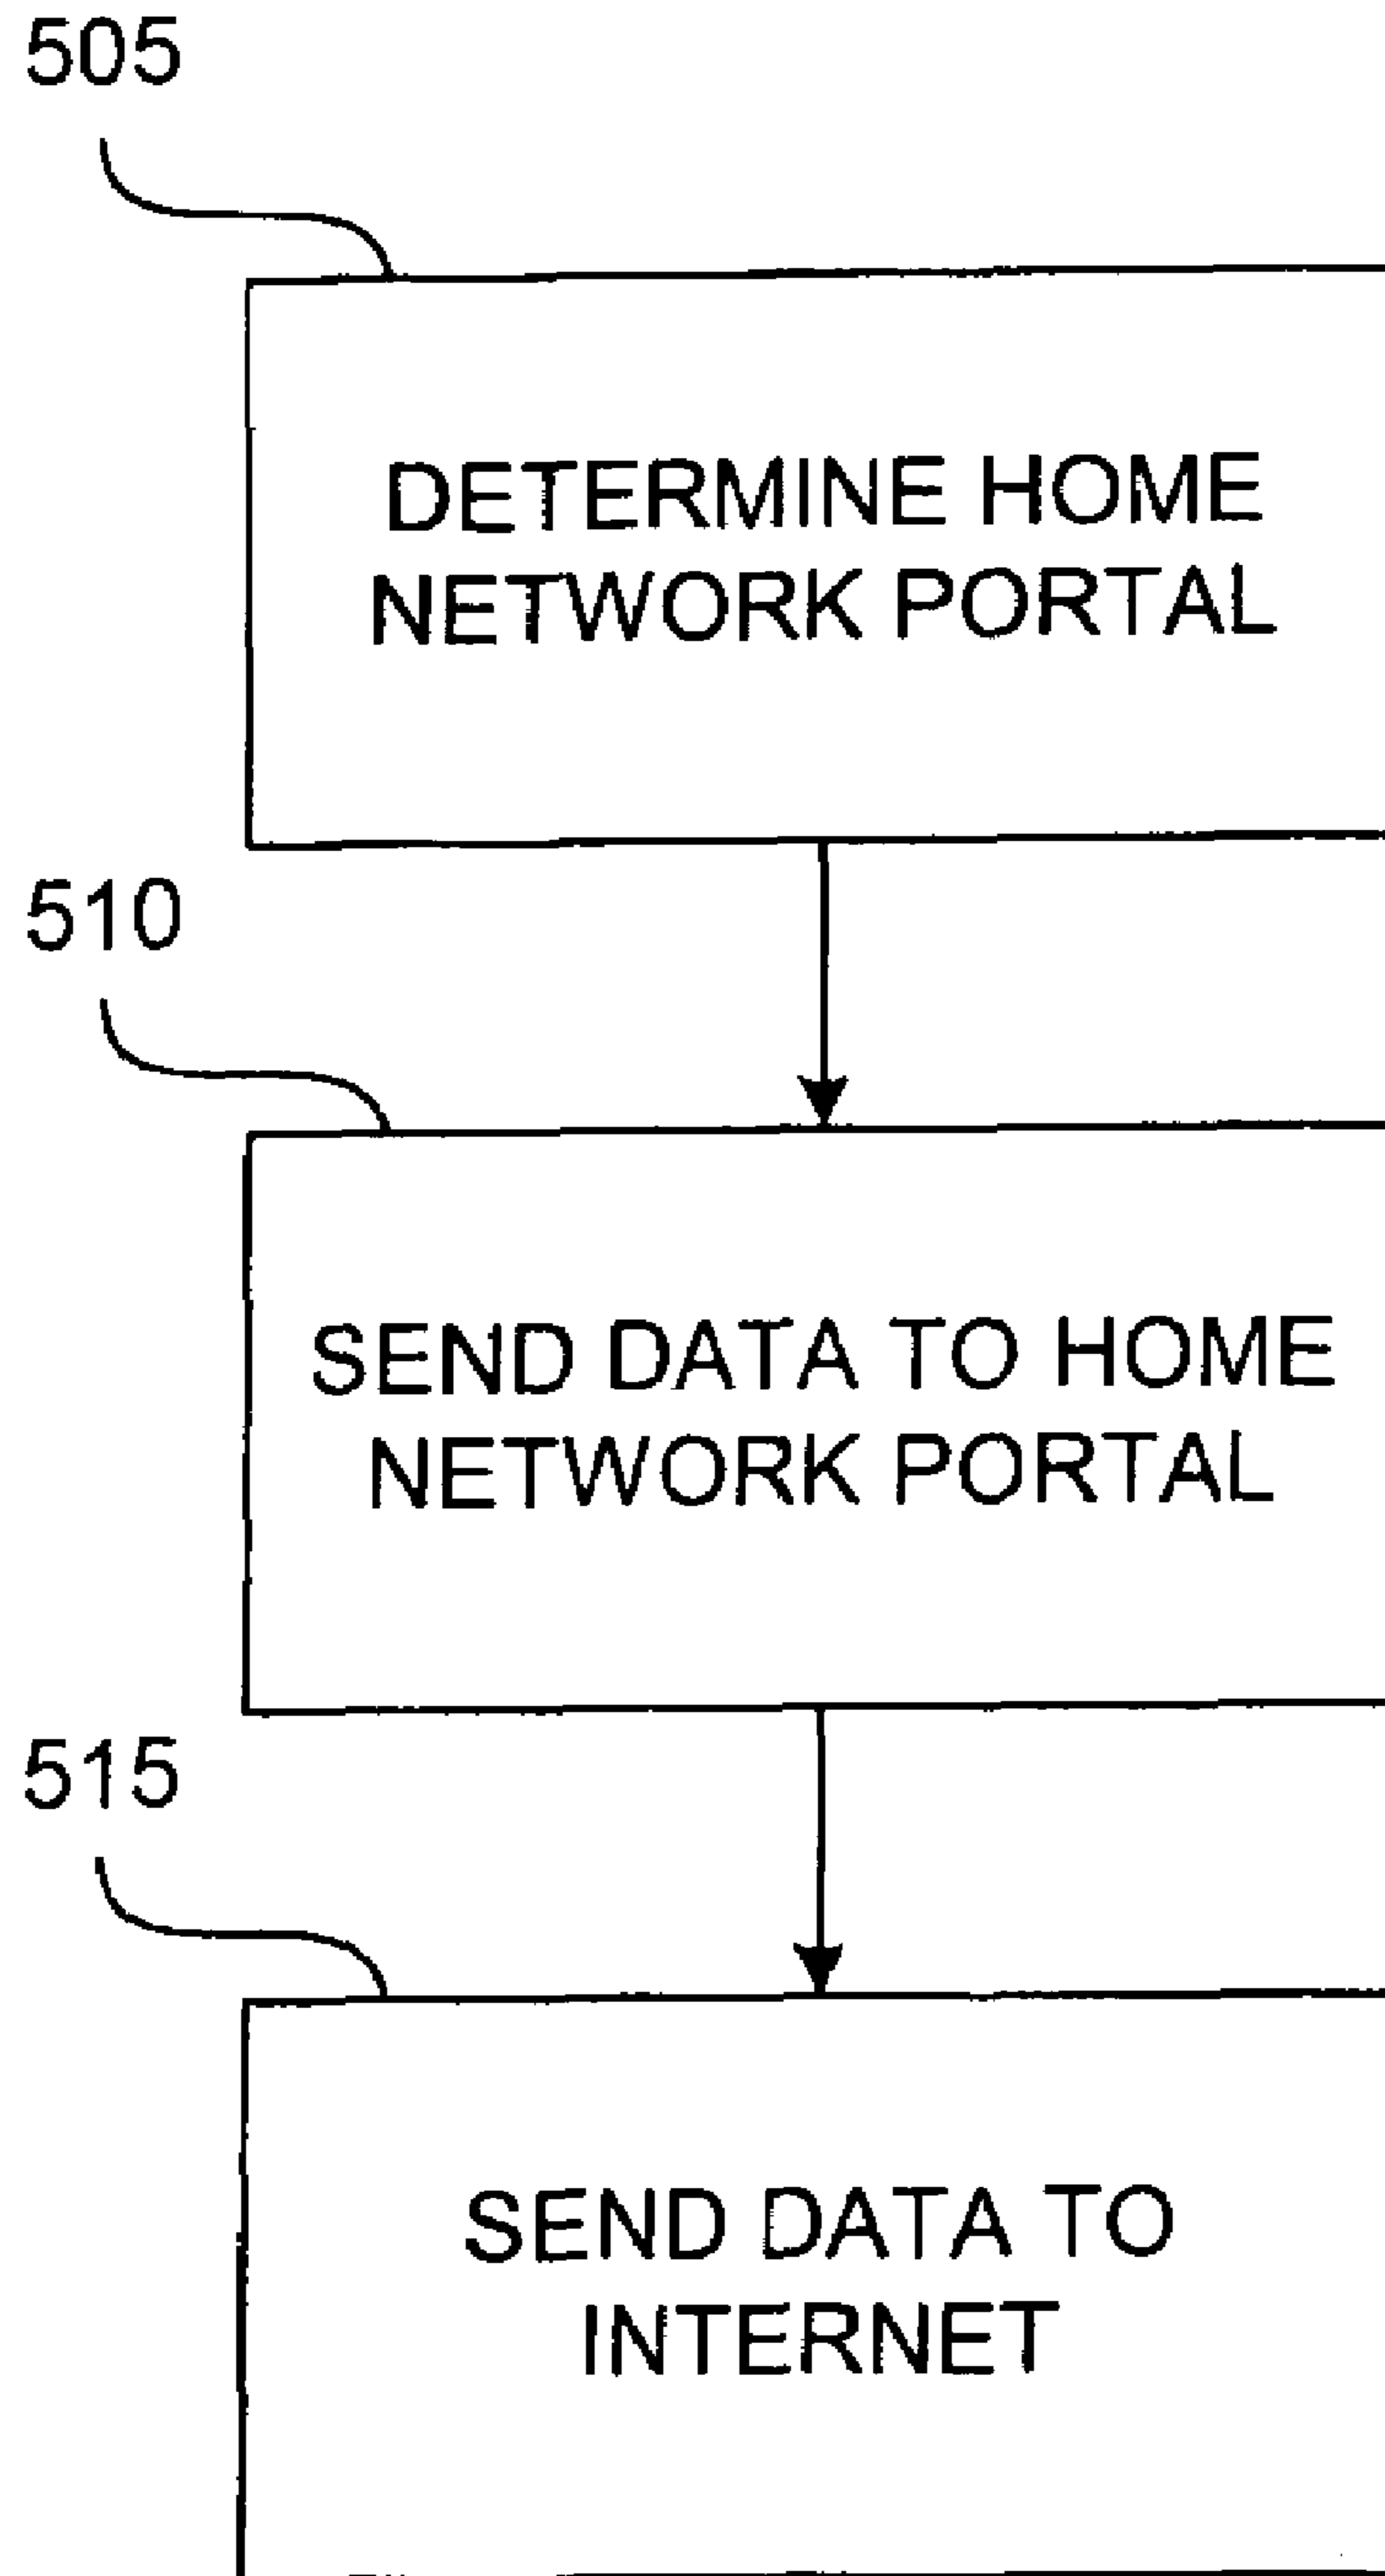 505
DETERMINE HOME
NETWORK PORTAL
510
SEND DATA TO HOME
NETWORK PORTAL
515
SEND DATA TO
INTERNET